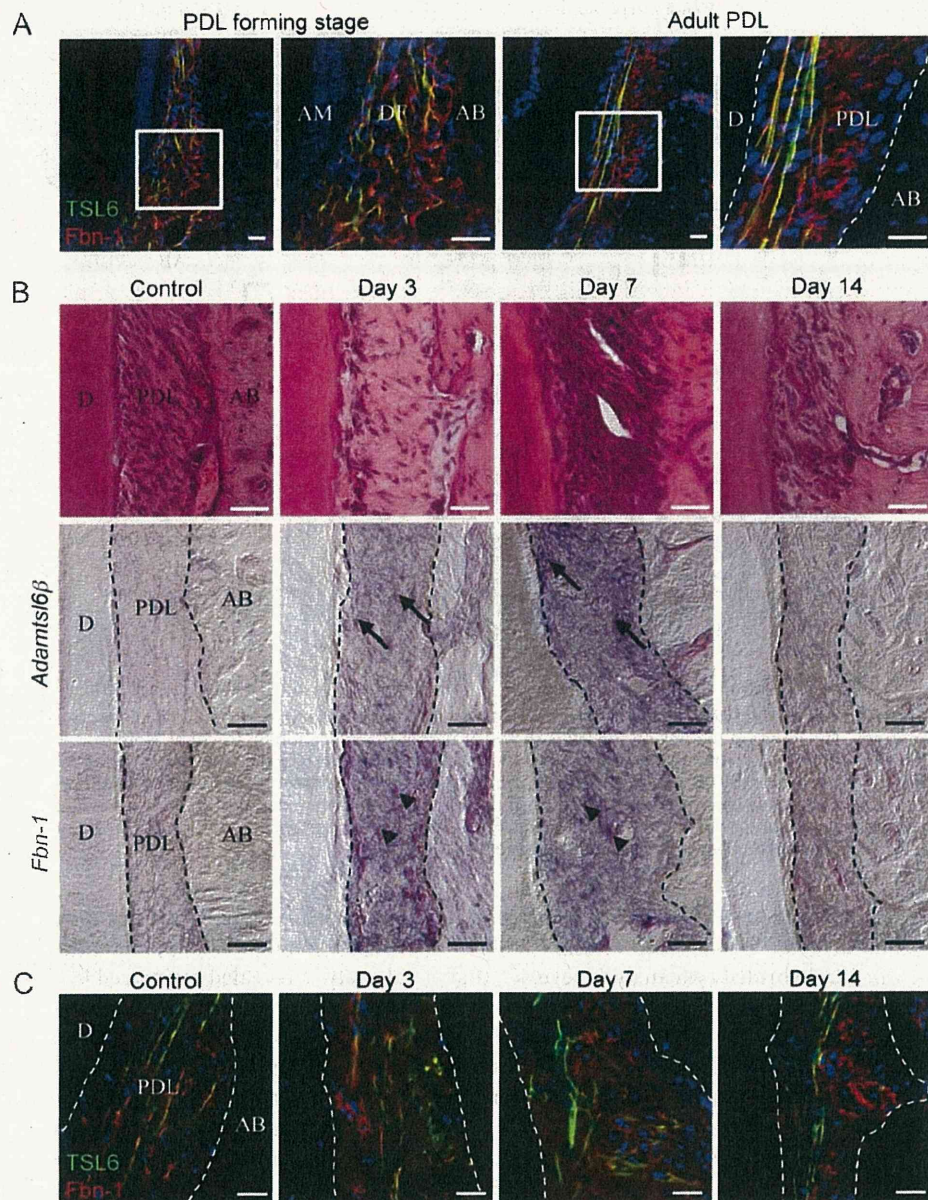 A
PDL forming stage
Adult PDL
AM
DF
AB
D
PDL
AB
TSL6
Fbn-1
B
Control
Day 3
Day 7
Day 14
D
PDL
AB
Adamtsl6β
D
PDL
AB
Fbn-1
D
PDL
AB
C
Control
Day 3
Day 7
Day 14
D
PDL
AB
TSL6
Fbn-1